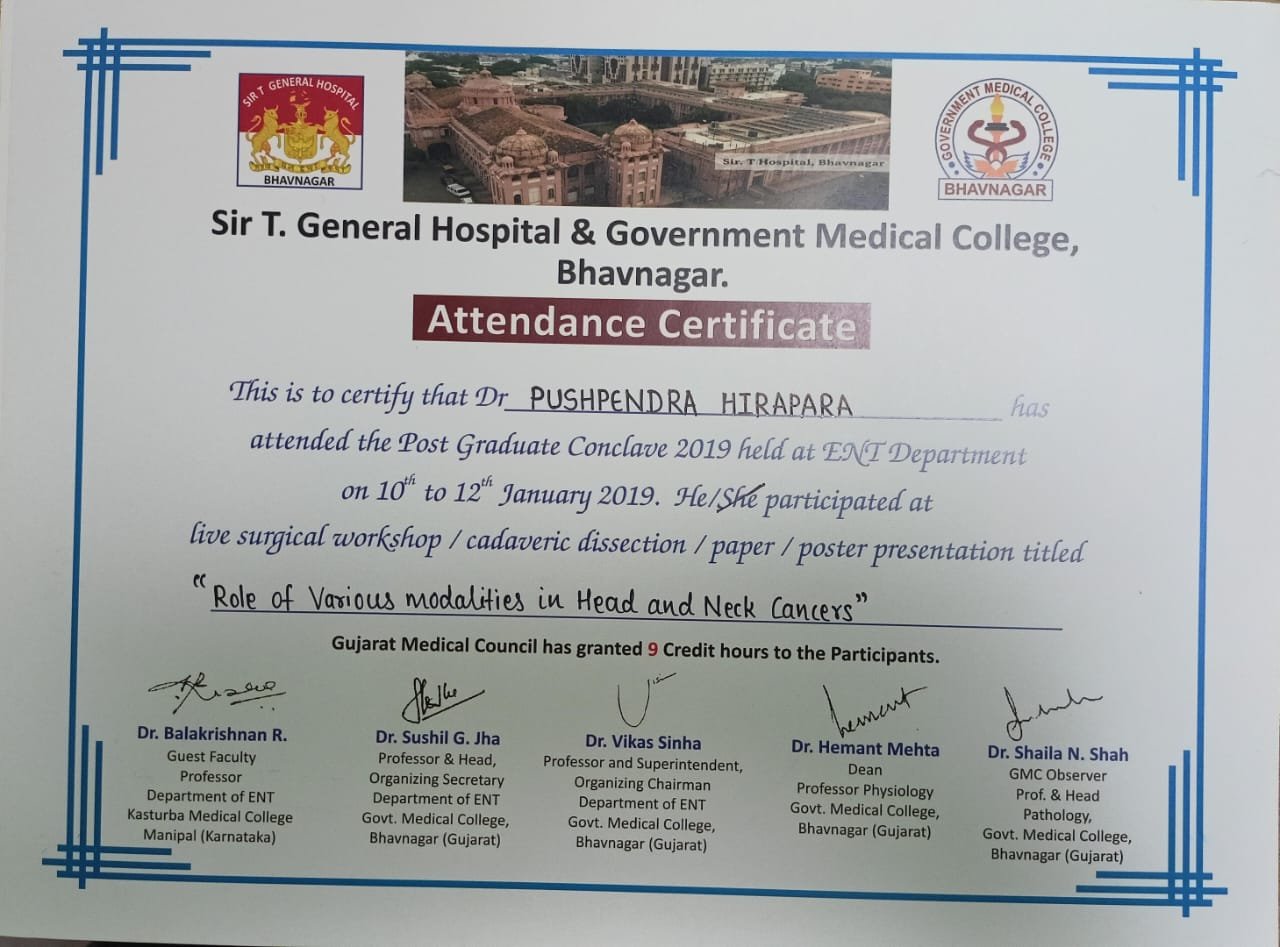 SIR T GENERAL HOSPITAL
BHAVNAGAR
Sir. T Hospital, Bhavnagar
GOVERNMENT MEDICAL COLLEGE
BHAVNAGAR
Sir T. General Hospital & Government Medical College,
Bhavnagar.
Attendance Certificate
This is to certify that Dr PUSHPENDRA HIRAPARA has
attended the Post Graduate Conclave 2019 held at ENT Department
on 10th to 12th January 2019. He/She participated at
live surgical workshop / cadaveric dissection / paper / poster presentation titled
"Role of Various modalities in Head and Neck Cancers"
Gujarat Medical Council has granted 9 Credit hours to the Participants.
Dr. Balakrishnan R.
Guest Faculty
Professor
Department of ENT
Kasturba Medical College
Manipal (Karnataka)
Dr. Sushil G. Jha
Professor & Head,
Organizing Secretary
Department of ENT
Govt. Medical College,
Bhavnagar (Gujarat)
Dr. Vikas Sinha
Professor and Superintendent,
Organizing Chairman
Department of ENT
Govt. Medical College,
Bhavnagar (Gujarat)
Dr. Hemant Mehta
Dean
Professor Physiology
Govt. Medical College,
Bhavnagar (Gujarat)
Dr. Shaila N. Shah
GMC Observer
Prof. & Head
Pathology,
Govt. Medical College,
Bhavnagar (Gujarat)